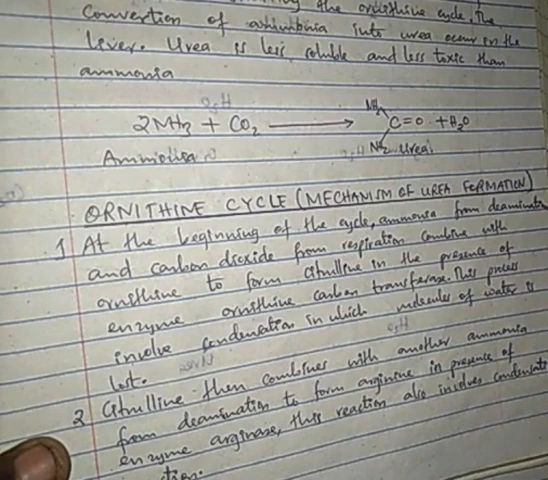 the ornithine cycle, The
Convertion of ammonia into urea occur in the
liver. Urea is less soluble and less toxic than
ammonia
2NH3 + CO2 → NH2 C=O + H2O
Ammonia NH2 Urea
ORNITHINE CYCLE (MECHANISM OF UREA FORMATION)
1 At the beginning of the cycle, ammonia from deamination
and carbon dioxide from respiration combine with
ornithine to form Citrulline in the presence of
enzyme ornithine carbon transferase. This process
involve condensation in which molecules of water is
lost.
2 Citrulline then combines with another ammonia
from deamination to form arginine in presence of
enzyme arginase, this reaction also involves condensate